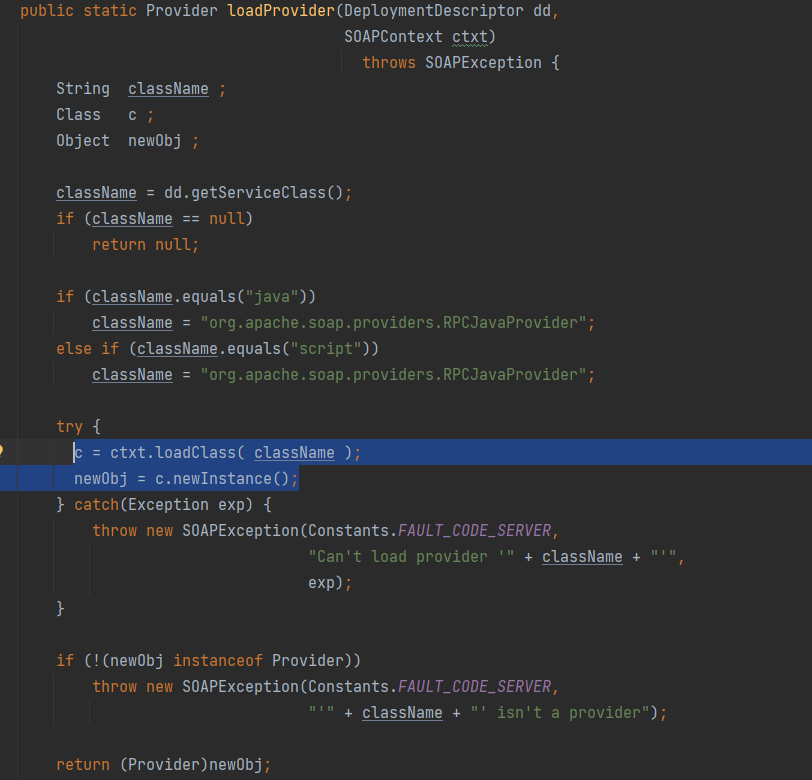 public static Provider loadProvider(DeploymentDescriptor dd,
                                    SOAPContext ctxt)
                                      throws SOAPException {
    String  className ;
    Class   c ;
    Object  newObj ;

    className = dd.getServiceClass();
    if (className == null)
        return null;

    if (className.equals("java"))
        className = "org.apache.soap.providers.RPCJavaProvider";
    else if (className.equals("script"))
        className = "org.apache.soap.providers.RPCJavaProvider";

    try {
      c = ctxt.loadClass( className );
      newObj = c.newInstance();
    } catch(Exception exp) {
        throw new SOAPException(Constants.FAULT_CODE_SERVER,
                                "Can't load provider '" + className + "'",
                                exp);
    }

    if (!(newObj instanceof Provider))
        throw new SOAPException(Constants.FAULT_CODE_SERVER,
                                "'" + className + "' isn't a provider");

    return (Provider)newObj;